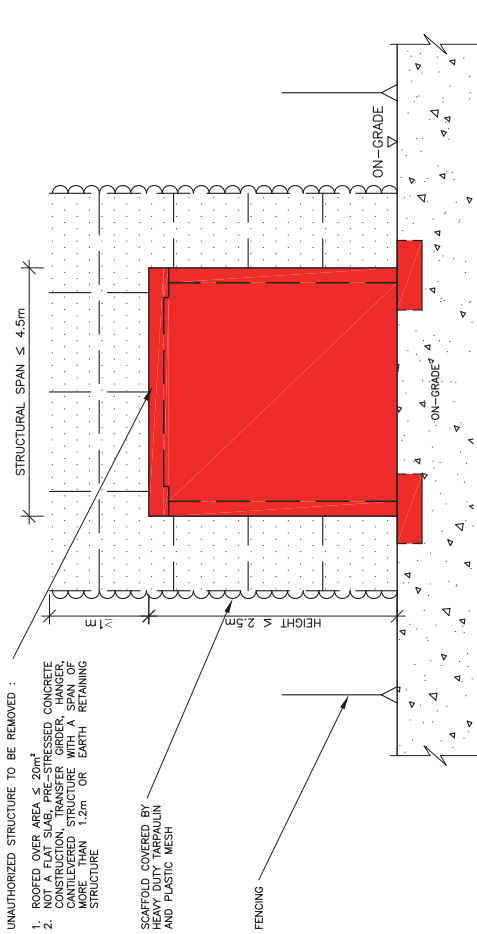 STRUCTURAL SPAN ≤ 4.5m
UNAUTHORIZED STRUCTURE TO BE REMOVED :
1. ROOFED OVER AREA ≤ 20m²
2. NOT A FLAT SLAB, PRE-STRESSED CONCRETE
CONSTRUCTION, TRANSFER GIRDER, HANGER,
CANTILEVERED STRUCTURE WITH A SPAN OF
MORE THAN 1.2m OR EARTH RETAINING
STRUCTURE
≥1m
HEIGHT ≤ 2.5m
SCAFFOLD COVERED BY
HEAVY DUTY TARPAULIN
AND PLASTIC MESH
FENCING
ON-GRADE
ON-GRADE